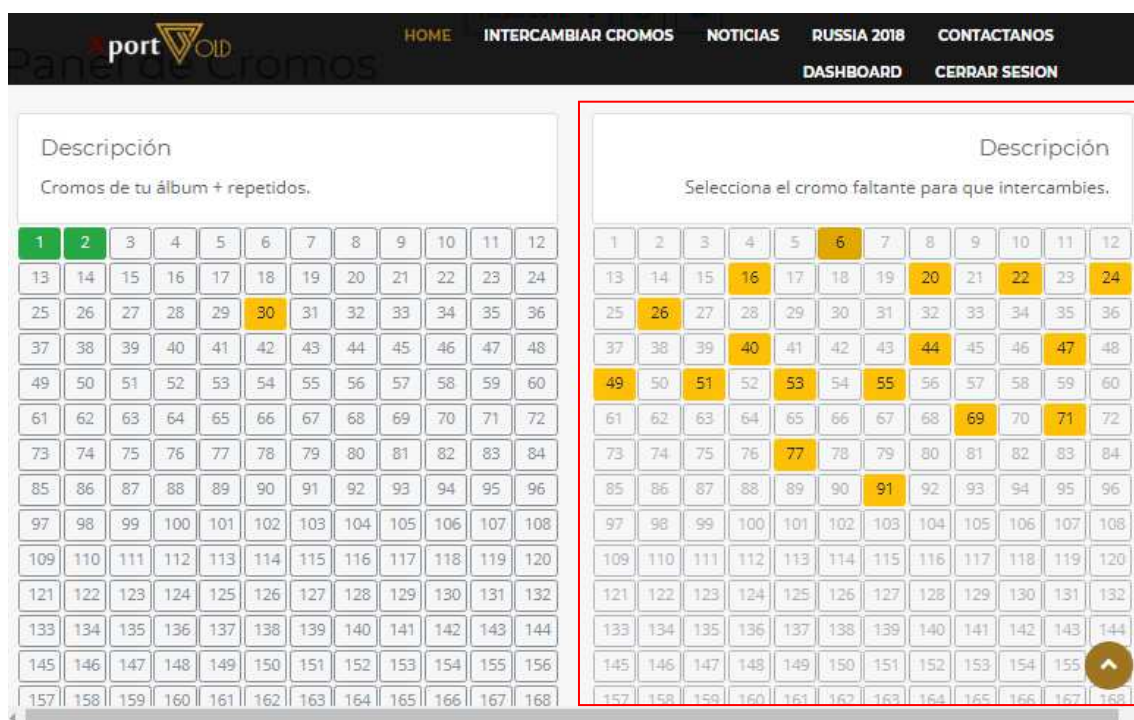 Xport VOID HOME INTERCAMBIAR CROMOS NOTICIAS RUSSIA 2018 CONTACTANOS
DASHBOARD CERRAR SESION
Panel de Cromos
Descripción
Cromos de tu álbum + repetidos.
1 2 3 4 5 6 7 8 9 10 11 12
13 14 15 16 17 18 19 20 21 22 23 24
25 26 27 28 29 30 31 32 33 34 35 36
37 38 39 40 41 42 43 44 45 46 47 48
49 50 51 52 53 54 55 56 57 58 59 60
61 62 63 64 65 66 67 68 69 70 71 72
73 74 75 76 77 78 79 80 81 82 83 84
85 86 87 88 89 90 91 92 93 94 95 96
97 98 99 100 101 102 103 104 105 106 107 108
109 110 111 112 113 114 115 116 117 118 119 120
121 122 123 124 125 126 127 128 129 130 131 132
133 134 135 136 137 138 139 140 141 142 143 144
145 146 147 148 149 150 151 152 153 154 155 156
157 158 159 160 161 162 163 164 165 166 167 168
Descripción
Selecciona el cromo faltante para que intercambies.
1 2 3 4 5 6 7 8 9 10 11 12
13 14 15 16 17 18 19 20 21 22 23 24
25 26 27 28 29 30 31 32 33 34 35 36
37 38 39 40 41 42 43 44 45 46 47 48
49 50 51 52 53 54 55 56 57 58 59 60
61 62 63 64 65 66 67 68 69 70 71 72
73 74 75 76 77 78 79 80 81 82 83 84
85 86 87 88 89 90 91 92 93 94 95 96
97 98 99 100 101 102 103 104 105 106 107 108
109 110 111 112 113 114 115 116 117 118 119 120
121 122 123 124 125 126 127 128 129 130 131 132
133 134 135 136 137 138 139 140 141 142 143 144
145 146 147 148 149 150 151 152 153 154 155
157 158 159 160 161 162 163 164 165 166 167 168